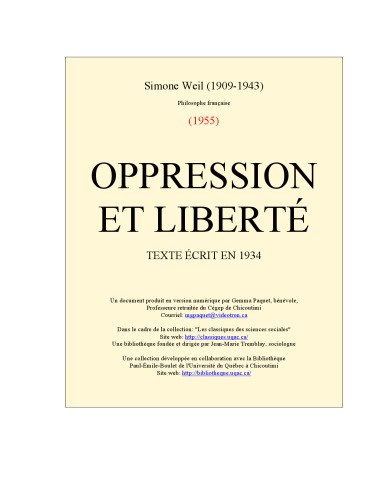 Simone Weil (1909-1943)
Philosophe française
(1955)
OPPRESSION
ET LIBERTÉ
TEXTE ÉCRIT EN 1934
Un document produit en version numérique par Gemma Paquet, bénévole,
Professeure retraitée du Cégep de Chicoutimi
Courriel: mgpaquet@videotron.ca
Dans le cadre de la collection: "Les classiques des sciences sociales"
Site web: http://classiques.uqac.ca/
Une bibliothèque fondée et dirigée par Jean-Marie Tremblay, sociologue
Une collection développée en collaboration avec la Bibliothèque
Paul-Émile-Boulet de l'Université du Québec à Chicoutimi
Site web: http://bibliotheque.uqac.ca/